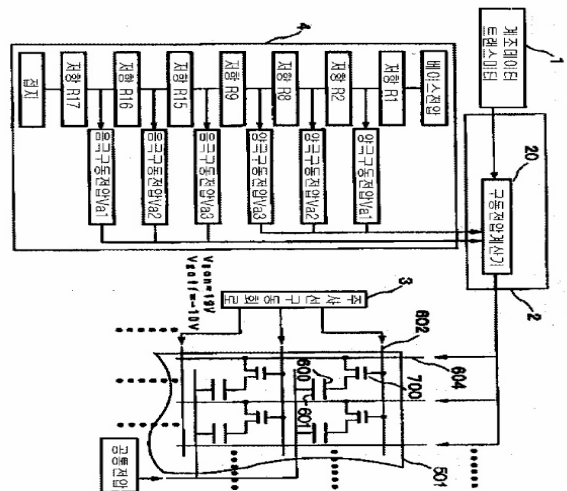 계조데이터
트랜스미터
1
20
구동전압계산기
2
4
베이스전압
저항 R1
저항 R2
저항 R8
저항 R9
저항 R15
저항 R16
저항 R17
접지
양극구동전압Va1
양극구동전압Va2
양극구동전압Va3
음극구동전압Va3
음극구동전압Va2
음극구동전압Va1
3
주사선구동회로
Vgon=19V
Vgoff=-10V
602
604
700
600
601
501
공통전압